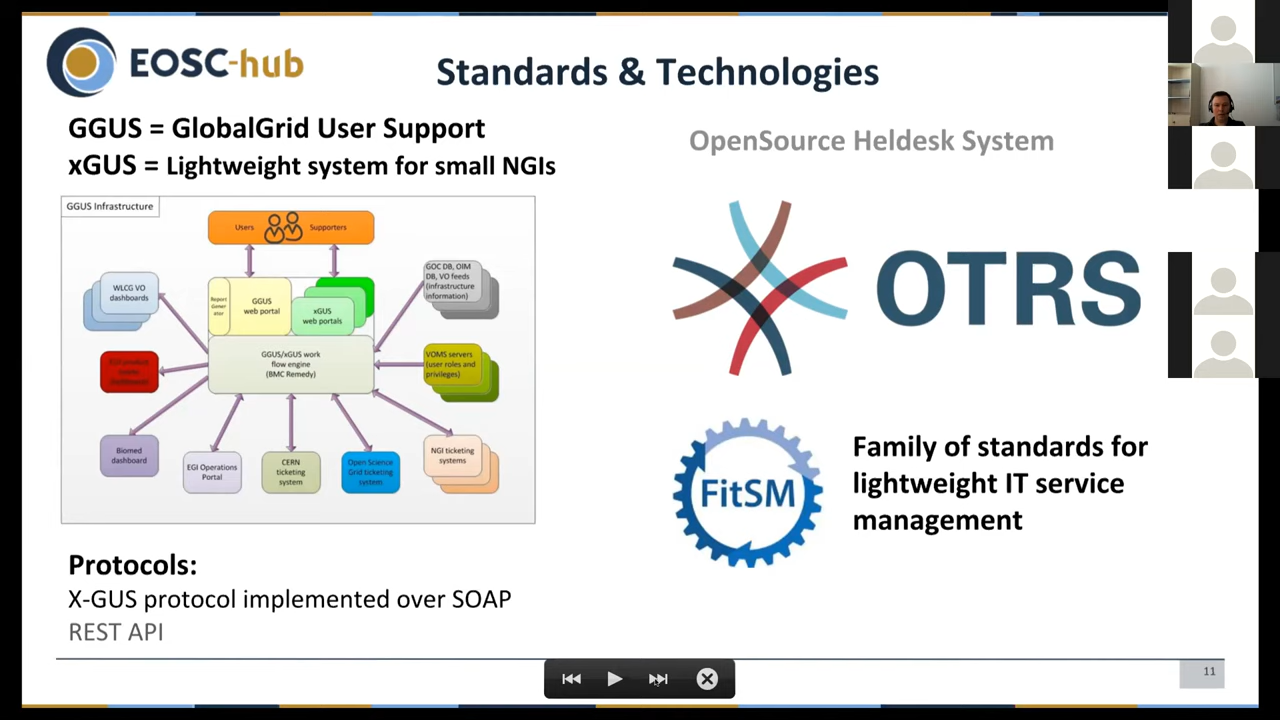 EOSC-hub
Standards & Technologies
GGUS = GlobalGrid User Support
xGUS = Lightweight system for small NGIs
OpenSource Heldesk System
GGUS Infrastructure
Users
Supporters
WLCG VO
dashboards
Report
Gener
ator
GGUS
web portal
xGUS
web portals
GOC DB, OIM
DB, VO feeds
(infrastructure
information)
GGUS/xGUS work
flow engine
(BMC Remedy)
VOMS servers
(user roles and
privileges)
Biomed
dashboard
EGI Operations
Portal
CERN
ticketing
system
Open Science
Grid ticketing
system
NGI ticketing
systems
OTRS
FitSM
Family of standards for
lightweight IT service
management
Protocols:
X-GUS protocol implemented over SOAP
REST API
11